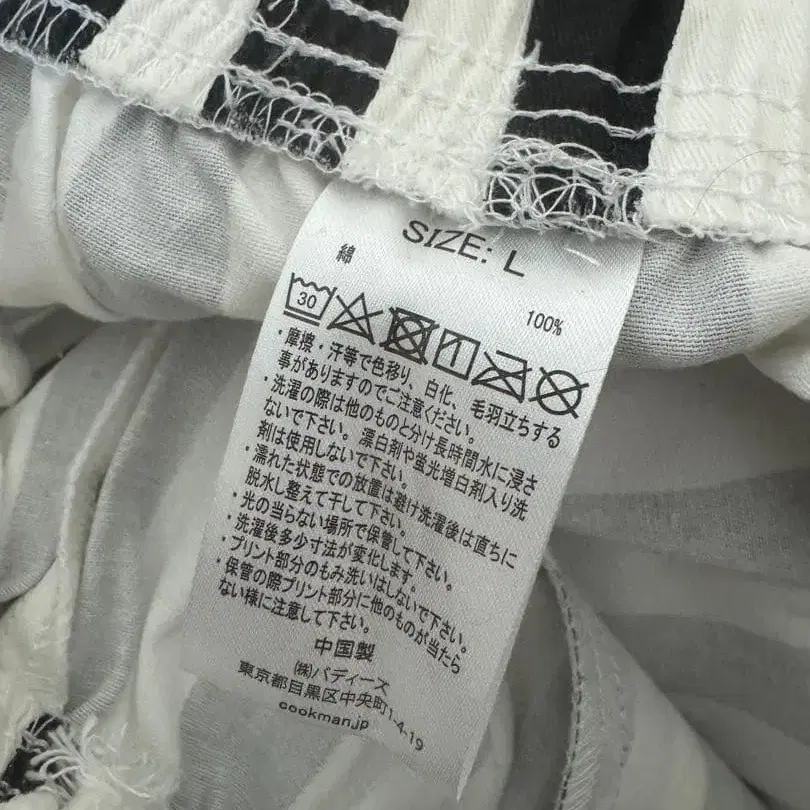 SIZE: L
綿 100%
30
・摩擦・汗等で色移り、白化、毛羽立ちする
事がありますのでご注意ください。
・洗濯の際は他のものと分け長時間水に浸さ
ないで下さい。漂白剤や蛍光増白剤入り洗
剤は使用しないで下さい。
・濡れた状態での放置は避け洗濯後は直ちに
脱水し整えて干して下さい。
・光の当らない場所で保管して下さい。
・洗濯後多少寸法が変化します。
・プリント部分のもみ洗いはしないで下さい。
・保管の際プリント部分に他のものが当たら
ない様に注意して下さい。
中国製
㈱バディーズ
東京都目黒区中央町1-4-19
cookman.jp